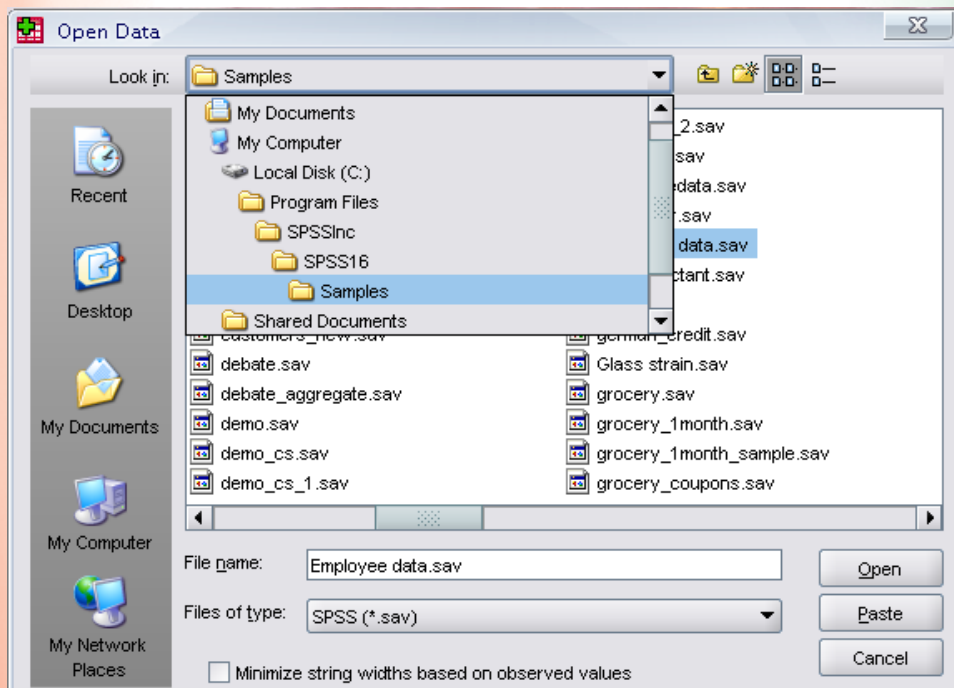 Open Data
Look in:
Samples
My Documents
My Computer
Local Disk (C:)
Program Files
SPSSInc
SPSS16
Samples
Shared Documents
_2.sav
.sav
data.sav
german_credit.sav
customers_new.sav
debate.sav
debate_aggregate.sav
demo.sav
demo_cs.sav
demo_cs_1.sav
Glass strain.sav
grocery.sav
grocery_1month.sav
grocery_1month_sample.sav
grocery_coupons.sav
Recent
Desktop
My Documents
My Computer
My Network
Places
File name:
Employee data.sav
Open
Files of type:
SPSS (*.sav)
Paste
Minimize string widths based on observed values
Cancel